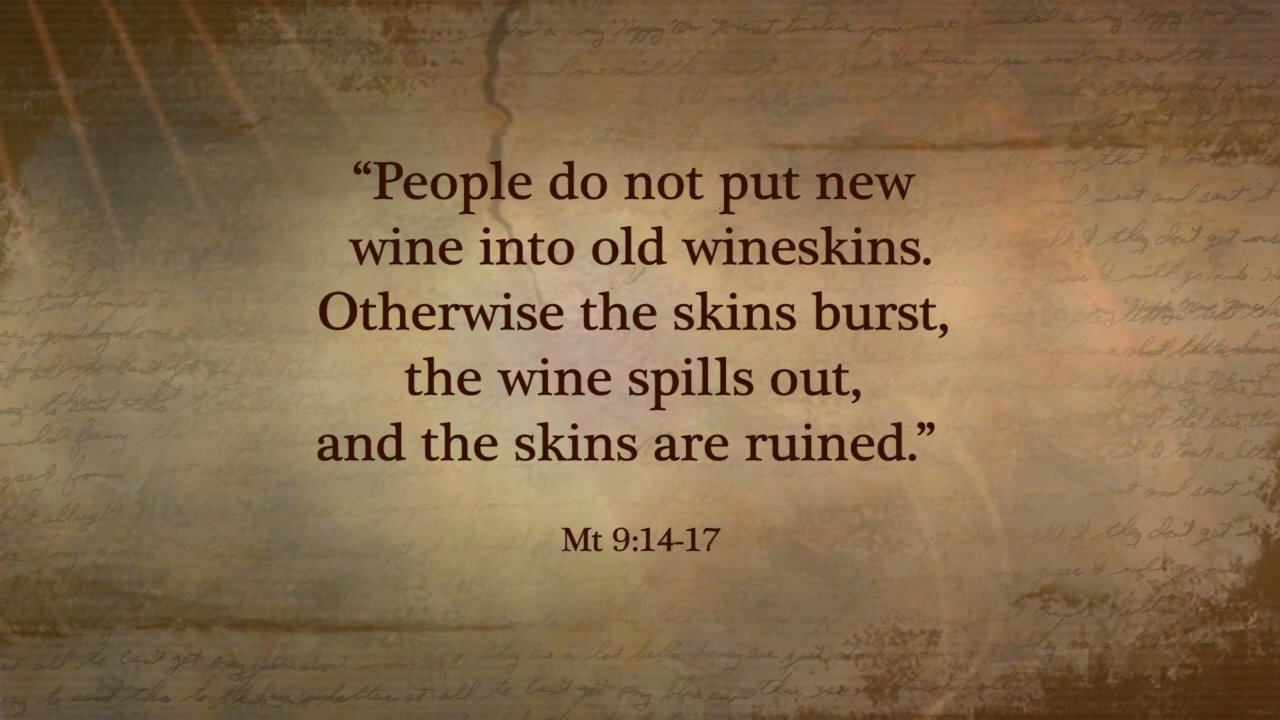 “People do not put new
wine into old wineskins.
Otherwise the skins burst,
the wine spills out,
and the skins are ruined.”
Mt 9:14-17